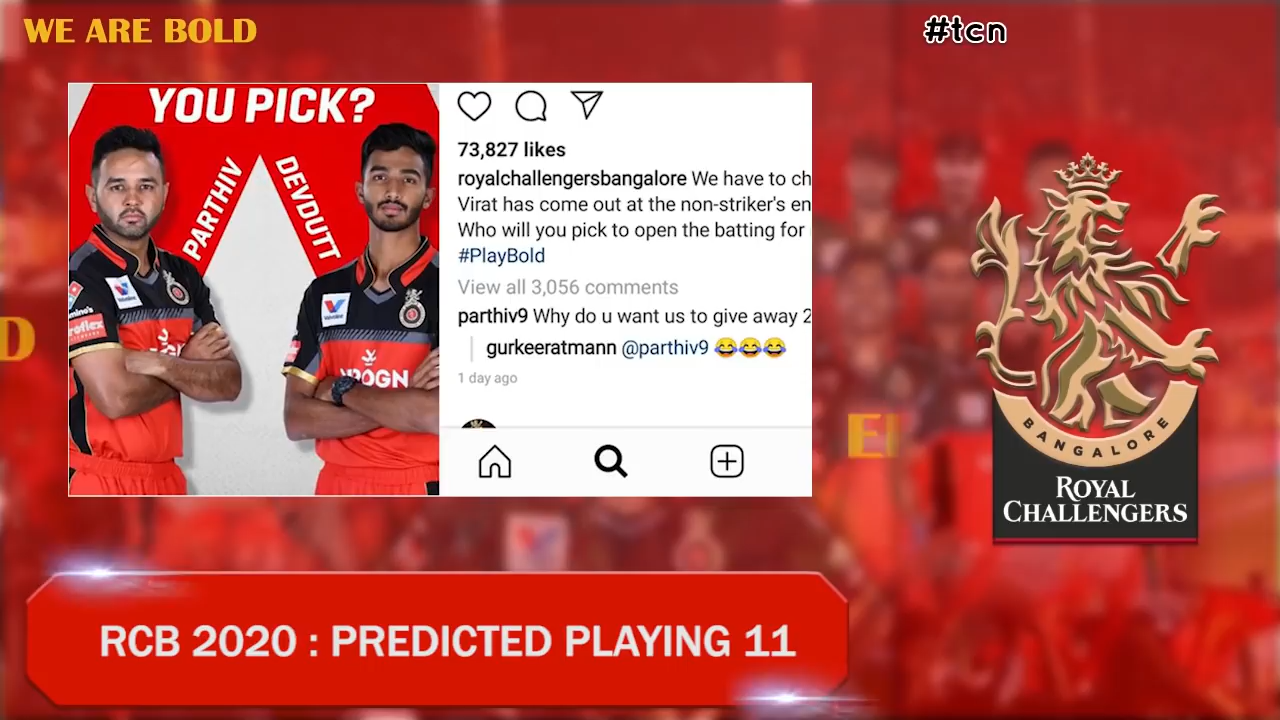 WE ARE BOLD
#tcn
YOU PICK?
PARTHIV
DEVDUTT
73,827 likes
royalchallengersbangalore We have to ch
Virat has come out at the non-striker's en
Who will you pick to open the batting for
#PlayBold
View all 3,056 comments
parthiv9 Why do u want us to give away 2
gurkeeratmann @parthiv9 😂😂😂
1 day ago
Valvoline
BANGALORE
ROYAL
CHALLENGERS
RCB 2020 : PREDICTED PLAYING 11